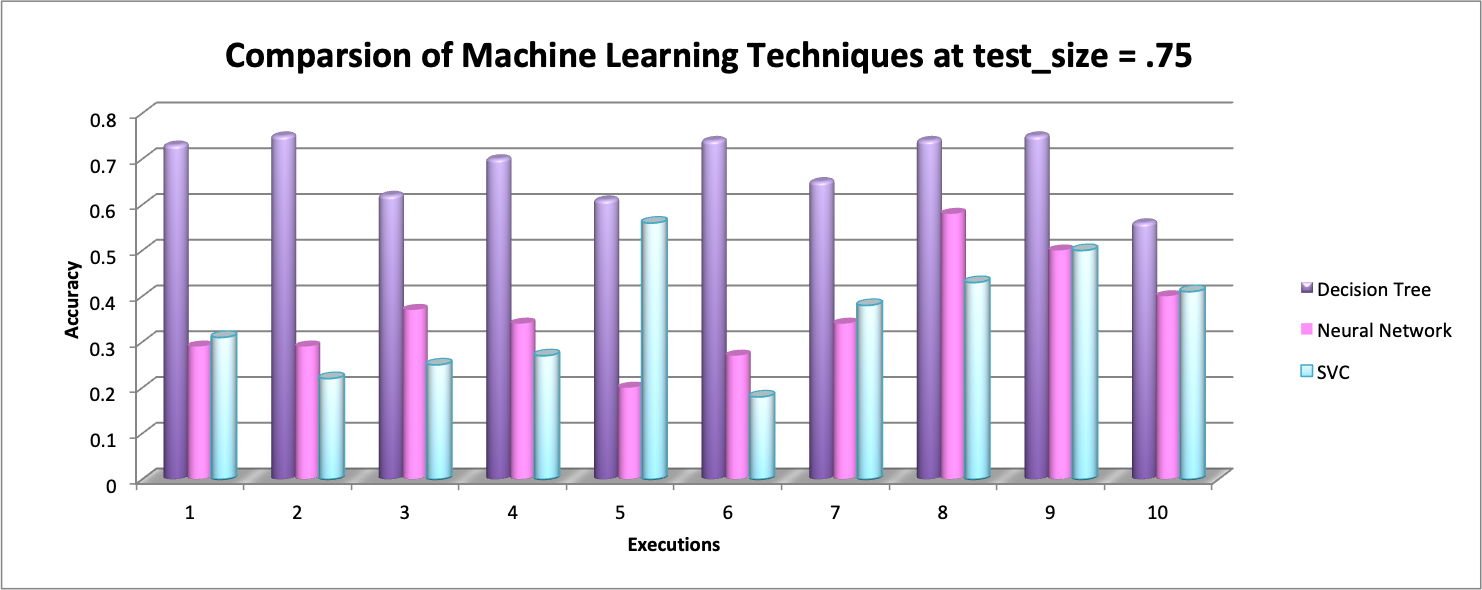 Comparsion of Machine Learning Techniques at test_size = .75
0.8
0.7
0.6
0.5
0.4
0.3
0.2
0.1
0
Accuracy
1 2 3 4 5 6 7 8 9 10
Executions
Decision Tree
Neural Network
SVC